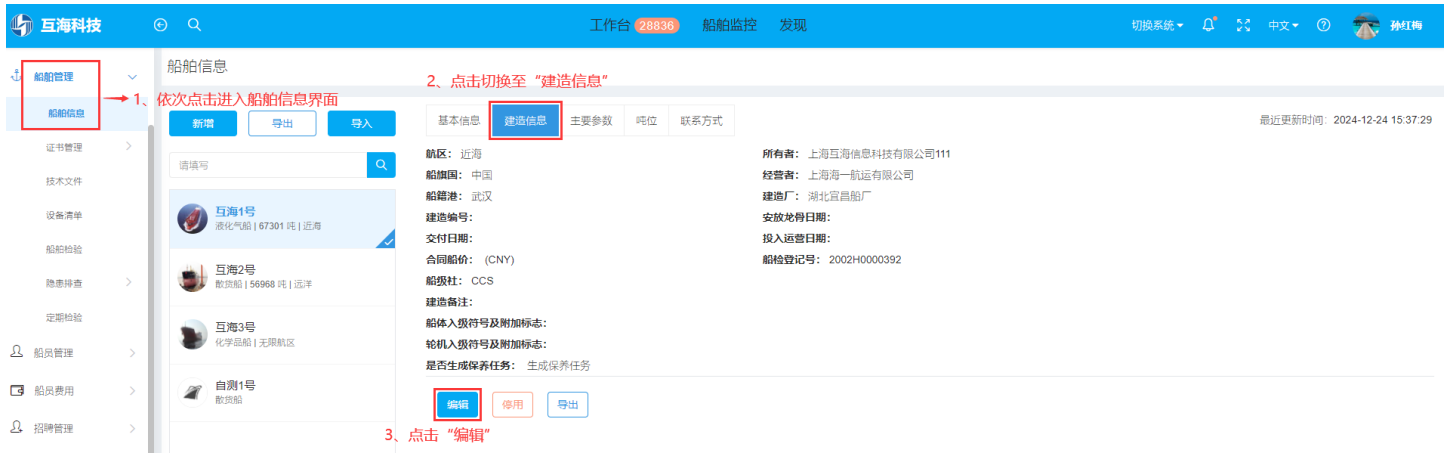 互海科技
工作台 28836 船舶监控 发现
切换系统 中文 孙红梅
船舶管理
船舶信息
证书管理
技术文件
设备清单
船舶检验
隐患排查
定期检验
船员管理
船员费用
招聘管理
1、依次点击进入船舶信息界面
船舶信息
2、点击切换至“建造信息”
新增 导出 导入
请填写
互海1号
液化气船 | 67301 吨 | 近海
互海2号
散货船 | 56968 吨 | 远洋
互海3号
化学品船 | 无限航区
自测1号
散货船
基本信息 建造信息 主要参数 吨位 联系方式
最近更新时间: 2024-12-24 15:37:29
航区: 近海
所有者: 上海互海信息科技有限公司111
船旗国: 中国
经营者: 上海海一航运有限公司
船籍港: 武汉
建造厂: 湖北宜昌船厂
建造编号:
安放龙骨日期:
交付日期:
投入运营日期:
合同船价: (CNY)
船检登记号: 2002H0000392
船级社: CCS
建造备注:
船体入级符号及附加标志:
轮机入级符号及附加标志:
是否生成保养任务: 生成保养任务
编辑 停用 导出
3、点击“编辑”